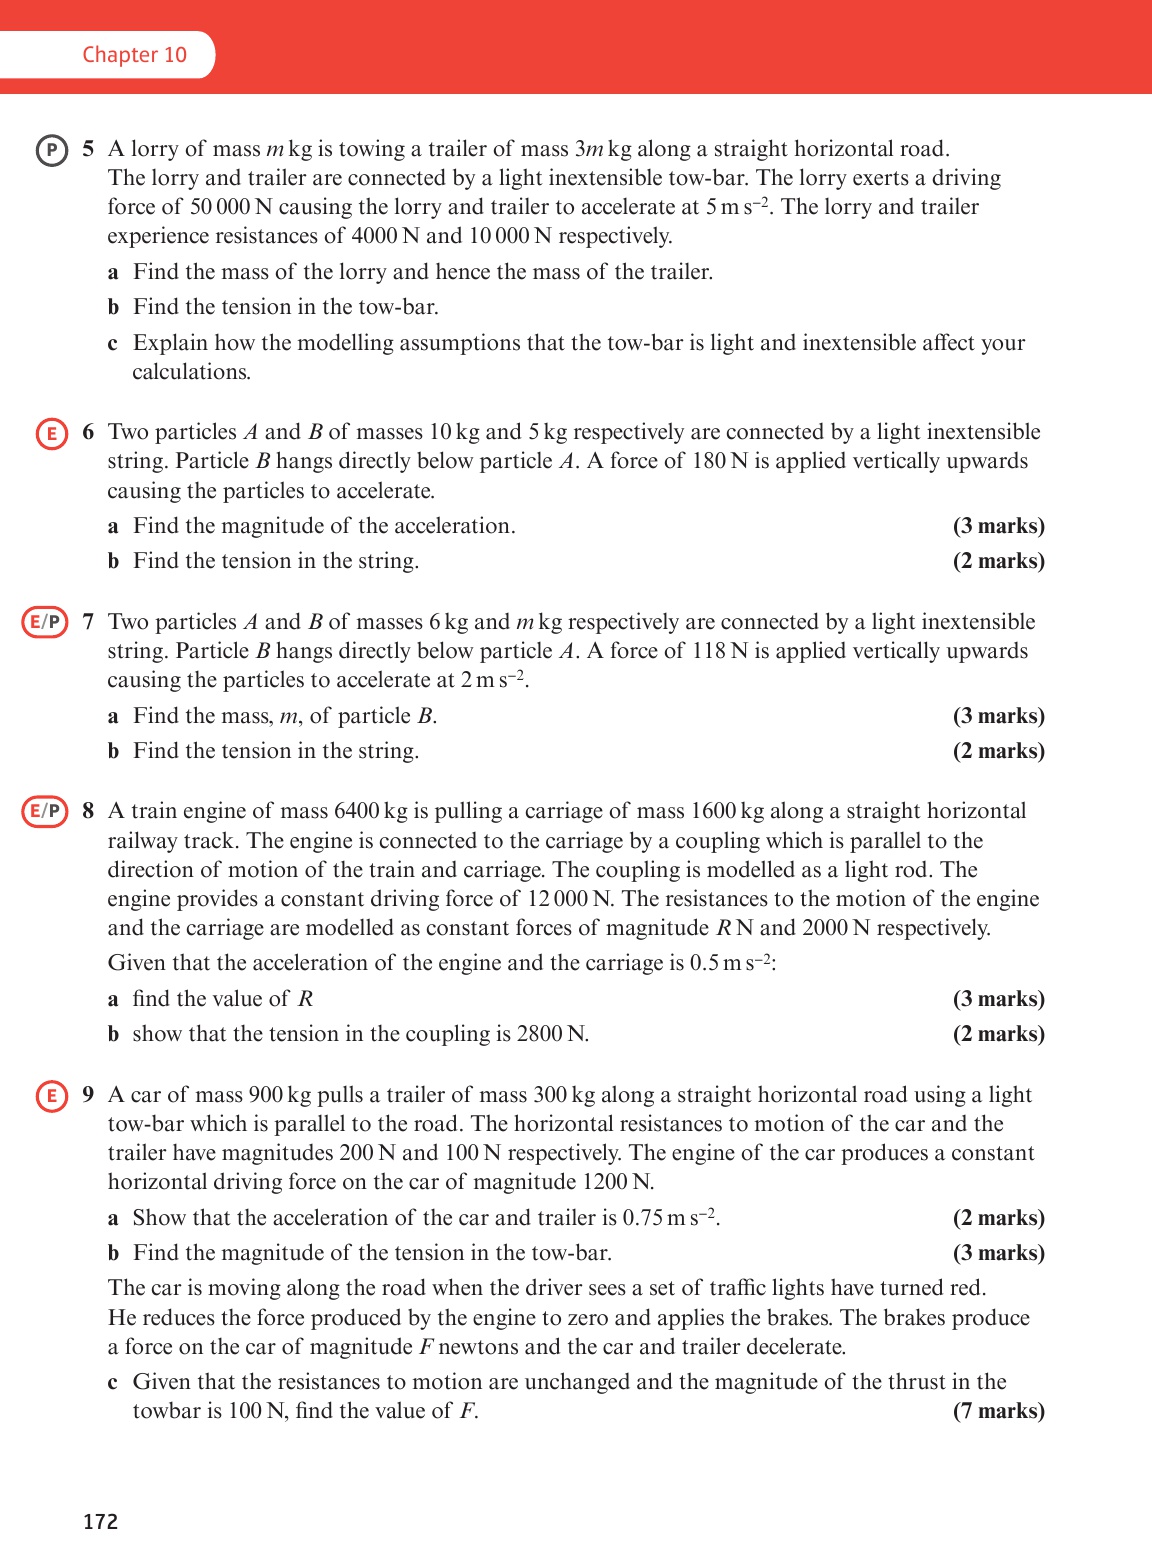 Chapter 10
P 5 A lorry of mass m kg is towing a trailer of mass 3m kg along a straight horizontal road.
The lorry and trailer are connected by a light inextensible tow-bar. The lorry exerts a driving
force of 50 000 N causing the lorry and trailer to accelerate at 5 m s⁻². The lorry and trailer
experience resistances of 4000 N and 10 000 N respectively.
a Find the mass of the lorry and hence the mass of the trailer.
b Find the tension in the tow-bar.
c Explain how the modelling assumptions that the tow-bar is light and inextensible affect your
calculations.
E 6 Two particles A and B of masses 10 kg and 5 kg respectively are connected by a light inextensible
string. Particle B hangs directly below particle A. A force of 180 N is applied vertically upwards
causing the particles to accelerate.
a Find the magnitude of the acceleration. (3 marks)
b Find the tension in the string. (2 marks)
E/P 7 Two particles A and B of masses 6 kg and m kg respectively are connected by a light inextensible
string. Particle B hangs directly below particle A. A force of 118 N is applied vertically upwards
causing the particles to accelerate at 2 m s⁻².
a Find the mass, m, of particle B. (3 marks)
b Find the tension in the string. (2 marks)
E/P 8 A train engine of mass 6400 kg is pulling a carriage of mass 1600 kg along a straight horizontal
railway track. The engine is connected to the carriage by a coupling which is parallel to the
direction of motion of the train and carriage. The coupling is modelled as a light rod. The
engine provides a constant driving force of 12 000 N. The resistances to the motion of the engine
and the carriage are modelled as constant forces of magnitude R N and 2000 N respectively.
Given that the acceleration of the engine and the carriage is 0.5 m s⁻²:
a find the value of R (3 marks)
b show that the tension in the coupling is 2800 N. (2 marks)
E 9 A car of mass 900 kg pulls a trailer of mass 300 kg along a straight horizontal road using a light
tow-bar which is parallel to the road. The horizontal resistances to motion of the car and the
trailer have magnitudes 200 N and 100 N respectively. The engine of the car produces a constant
horizontal driving force on the car of magnitude 1200 N.
a Show that the acceleration of the car and trailer is 0.75 m s⁻². (2 marks)
b Find the magnitude of the tension in the tow-bar. (3 marks)
The car is moving along the road when the driver sees a set of traffic lights have turned red.
He reduces the force produced by the engine to zero and applies the brakes. The brakes produce
a force on the car of magnitude F newtons and the car and trailer decelerate.
c Given that the resistances to motion are unchanged and the magnitude of the thrust in the
towbar is 100 N, find the value of F. (7 marks)
172